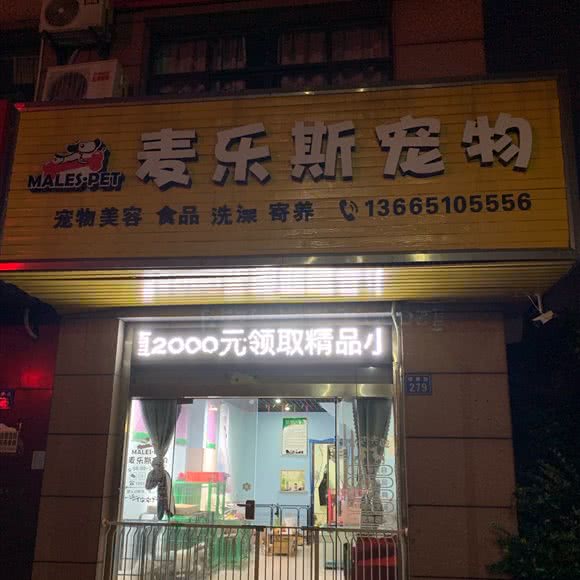 麦乐斯宠物
MALES·PET
宠物美容 食品 洗澡 寄养 13665105556
2000元领取精品小
279
MALES·
麦乐斯